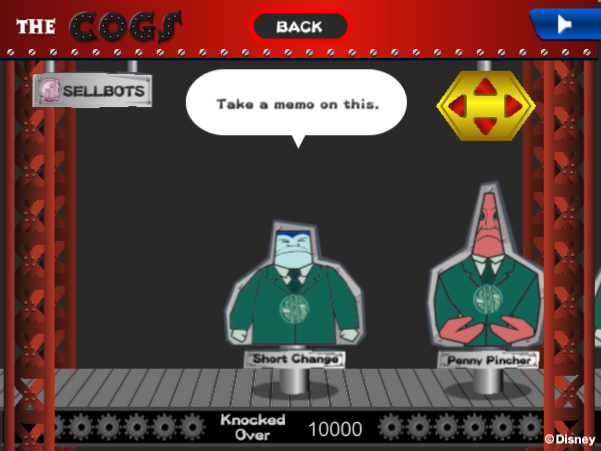 THE COGS
BACK
SELLBOTS
Take a memo on this.
Short Change
Penny Pincher
Knocked
Over
10000
©Disney